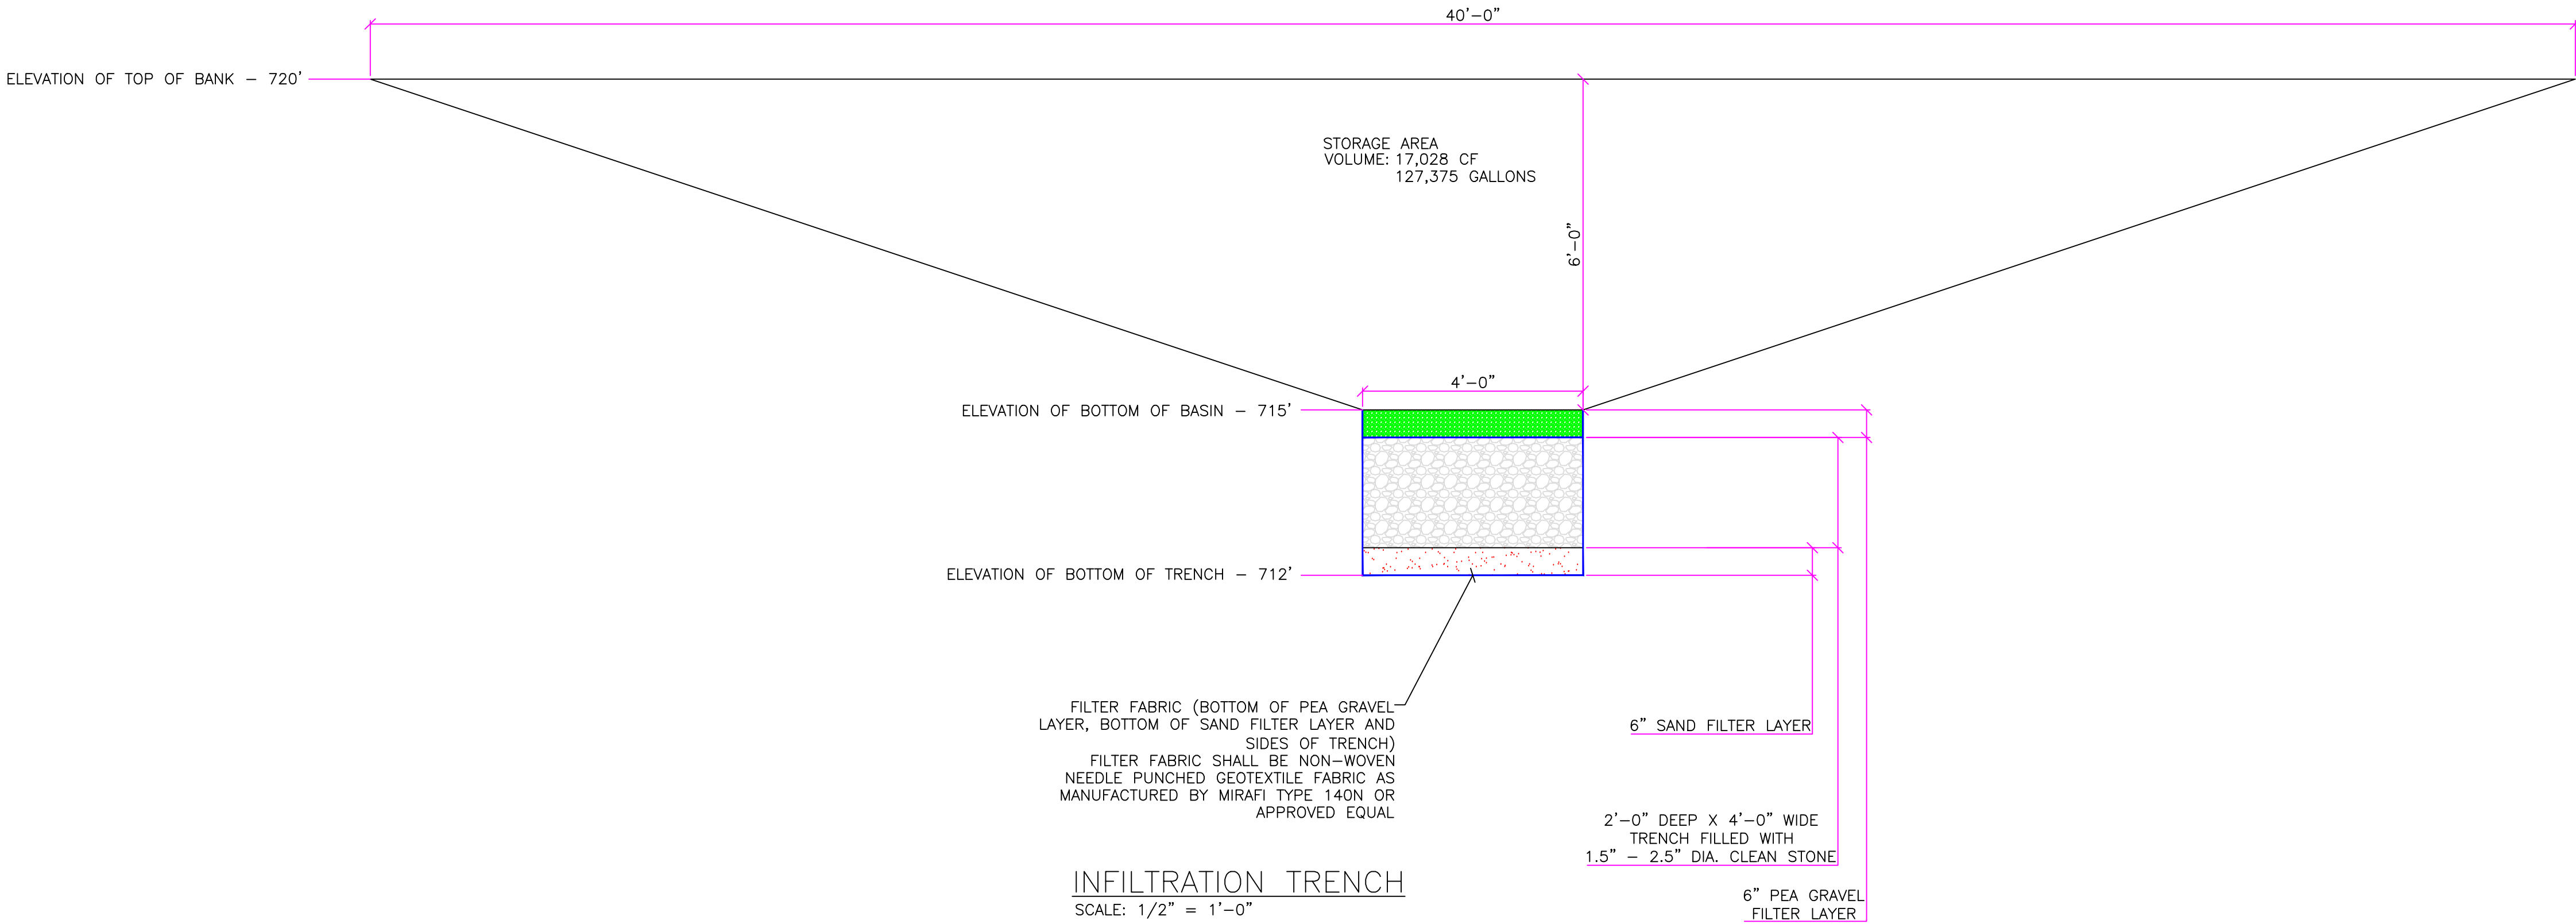 40'-0"
ELEVATION OF TOP OF BANK - 720'
STORAGE AREA
VOLUME: 17,028 CF
127,375 GALLONS
6'-0"
4'-0"
ELEVATION OF BOTTOM OF BASIN - 715'
ELEVATION OF BOTTOM OF TRENCH - 712'
FILTER FABRIC (BOTTOM OF PEA GRAVEL
LAYER, BOTTOM OF SAND FILTER LAYER AND
SIDES OF TRENCH)
FILTER FABRIC SHALL BE NON-WOVEN
NEEDLE PUNCHED GEOTEXTILE FABRIC AS
MANUFACTURED BY MIRAFI TYPE 140N OR
APPROVED EQUAL
6" SAND FILTER LAYER
2'-0" DEEP X 4'-0" WIDE
TRENCH FILLED WITH
1.5" - 2.5" DIA. CLEAN STONE
6" PEA GRAVEL
FILTER LAYER
INFILTRATION TRENCH
SCALE: 1/2" = 1'-0"